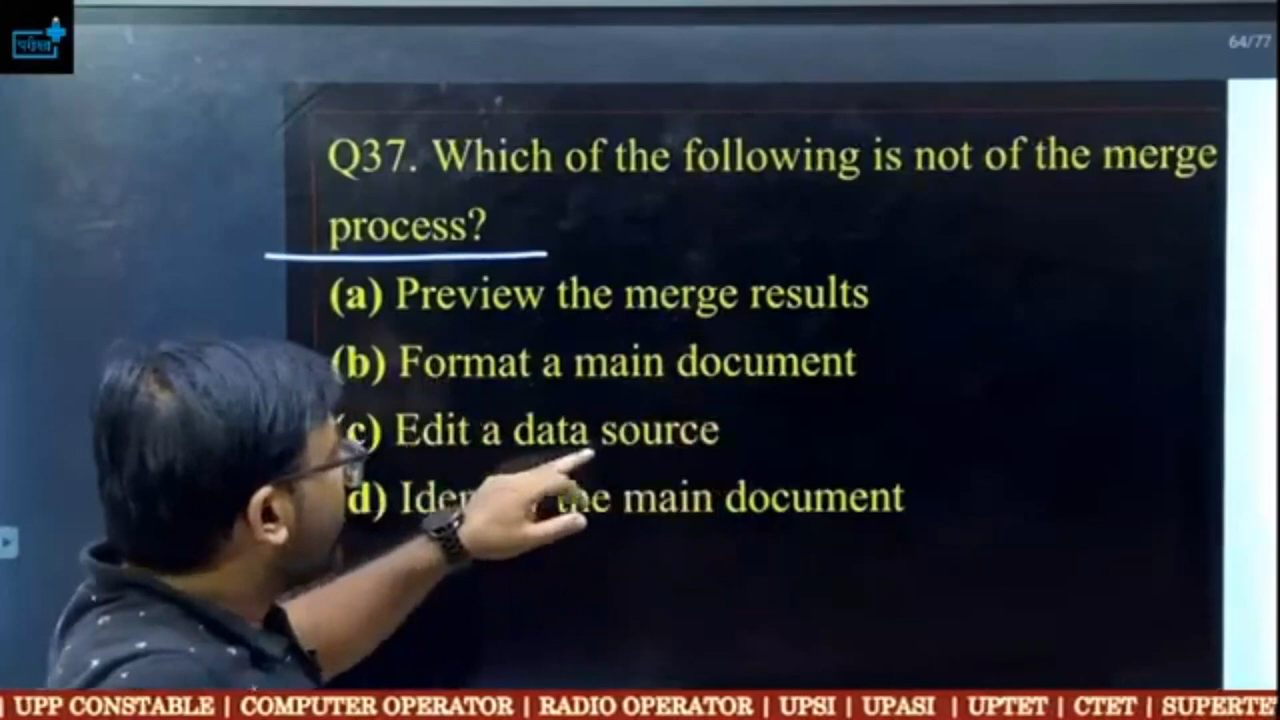 परीक्षा
64/77
Q37. Which of the following is not of the merge
process?
(a) Preview the merge results
(b) Format a main document
(c) Edit a data source
d) the main document
| UPP CONSTABLE | COMPUTER OPERATOR | RADIO OPERATOR | UPSI | UPASI | UPTET | CTET | SUPERTE